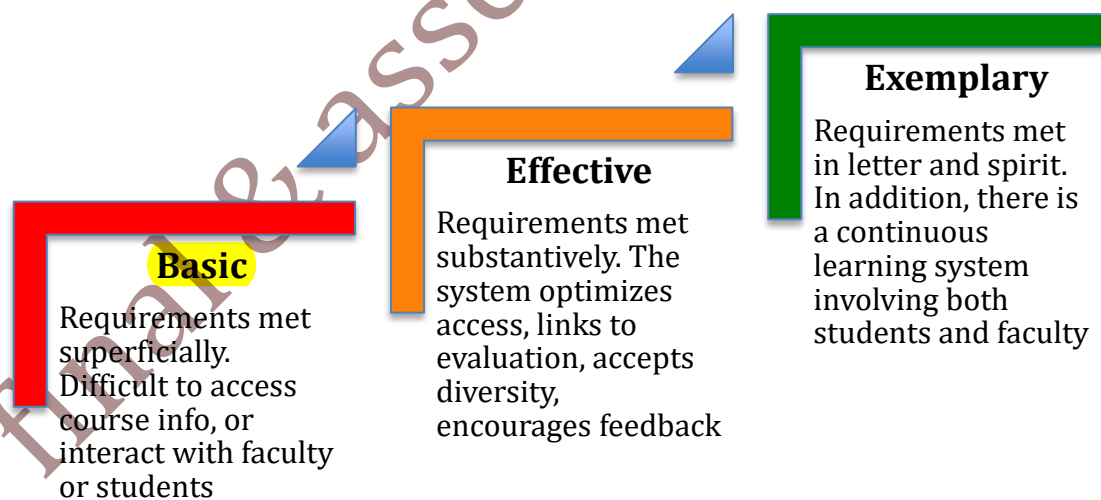 Basic
Requirements met
superficially.
Difficult to access
course info, or
interact with faculty
or students
Effective
Requirements met
substantively. The
system optimizes
access, links to
evaluation, accepts
diversity,
encourages feedback
Exemplary
Requirements met
in letter and spirit.
In addition, there is
a continuous
learning system
involving both
students and faculty
final & asso